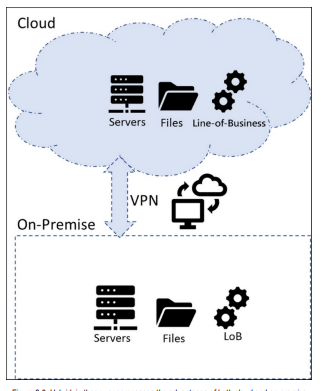 Cloud
Servers Files Line-of-Business
VPN
On-Premise
Servers Files LoB